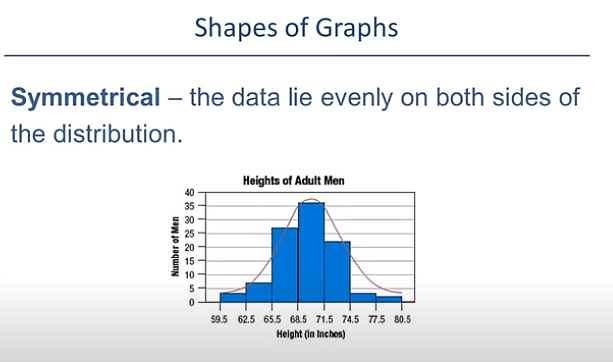 Shapes of Graphs
Symmetrical – the data lie evenly on both sides of
the distribution.
Heights of Adult Men
Number of Men
40
35
30
25
20
15
10
5
0
59.5 62.5 65.5 68.5 71.5 74.5 77.5 80.5
Height (in Inches)